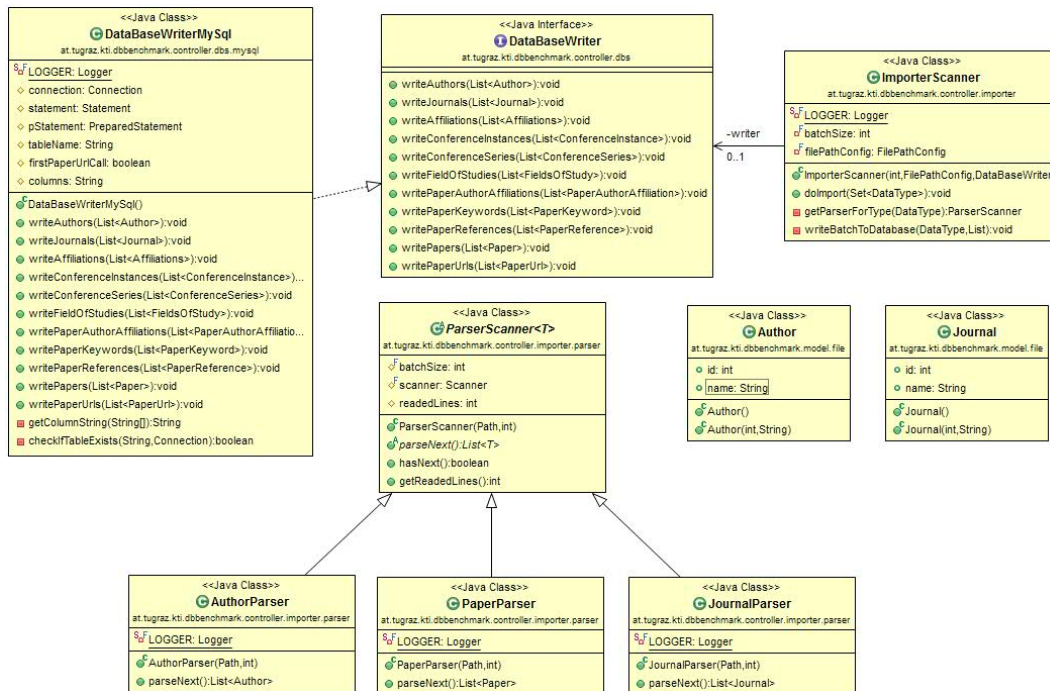 <<Java Class>>
DataBaseWriterMySql
at.tugraz.kti.dbbenchmark.controller.dbs.mysql
LOGGER: Logger
connection: Connection
statement: Statement
pStatement: PreparedStatement
tableName: String
firstPaperUrlCall: boolean
columns: String
DataBaseWriterMySql()
writeAuthors(List<Author>):void
writeJournals(List<Journal>):void
writeAffiliations(List<Affiliations>):void
writeConferenceInstances(List<ConferenceInstance>)...
writeConferenceSeries(List<ConferenceSeries>):void
writeFieldOfStudies(List<FieldsOfStudy>):void
writePaperAuthorAffiliations(List<PaperAuthorAffiliatio...
writePaperKeywords(List<PaperKeyword>):void
writePaperReferences(List<PaperReference>):void
writePapers(List<Paper>):void
writePaperUrls(List<PaperUrl>):void
getColumnString(String[]):String
checkIfTableExists(String,Connection):boolean
<<Java Interface>>
DataBaseWriter
at.tugraz.kti.dbbenchmark.controller.dbs
writeAuthors(List<Author>):void
writeJournals(List<Journal>):void
writeAffiliations(List<Affiliations>):void
writeConferenceInstances(List<ConferenceInstance>):void
writeConferenceSeries(List<ConferenceSeries>):void
writeFieldOfStudies(List<FieldsOfStudy>):void
writePaperAuthorAffiliations(List<PaperAuthorAffiliation>):void
writePaperKeywords(List<PaperKeyword>):void
writePaperReferences(List<PaperReference>):void
writePapers(List<Paper>):void
writePaperUrls(List<PaperUrl>):void
-writer
0..1
<<Java Class>>
ImporterScanner
at.tugraz.kti.dbbenchmark.controller.importer
LOGGER: Logger
batchSize: int
filePathConfig: FilePathConfig
ImporterScanner(int,FilePathConfig,DataBaseWriter
doImport(Set<DataType>):void
getParserForType(DataType):ParserScanner
writeBatchToDatabase(DataType,List):void
<<Java Class>>
ParserScanner<T>
at.tugraz.kti.dbbenchmark.controller.importer.parser
batchSize: int
scanner: Scanner
readedLines: int
ParserScanner(Path,int)
parseNext():List<T>
hasNext():boolean
getReadedLines():int
<<Java Class>>
Author
at.tugraz.kti.dbbenchmark.model.file
id: int
name: String
Author()
Author(int,String)
<<Java Class>>
Journal
at.tugraz.kti.dbbenchmark.model.file
id: int
name: String
Journal()
Journal(int,String)
<<Java Class>>
AuthorParser
at.tugraz.kti.dbbenchmark.controller.importer.parser
LOGGER: Logger
AuthorParser(Path,int)
parseNext():List<Author>
<<Java Class>>
PaperParser
at.tugraz.kti.dbbenchmark.controller.importer.parser
LOGGER: Logger
PaperParser(Path,int)
parseNext():List<Paper>
<<Java Class>>
JournalParser
at.tugraz.kti.dbbenchmark.controller.importer.parser
LOGGER: Logger
JournalParser(Path,int)
parseNext():List<Journal>